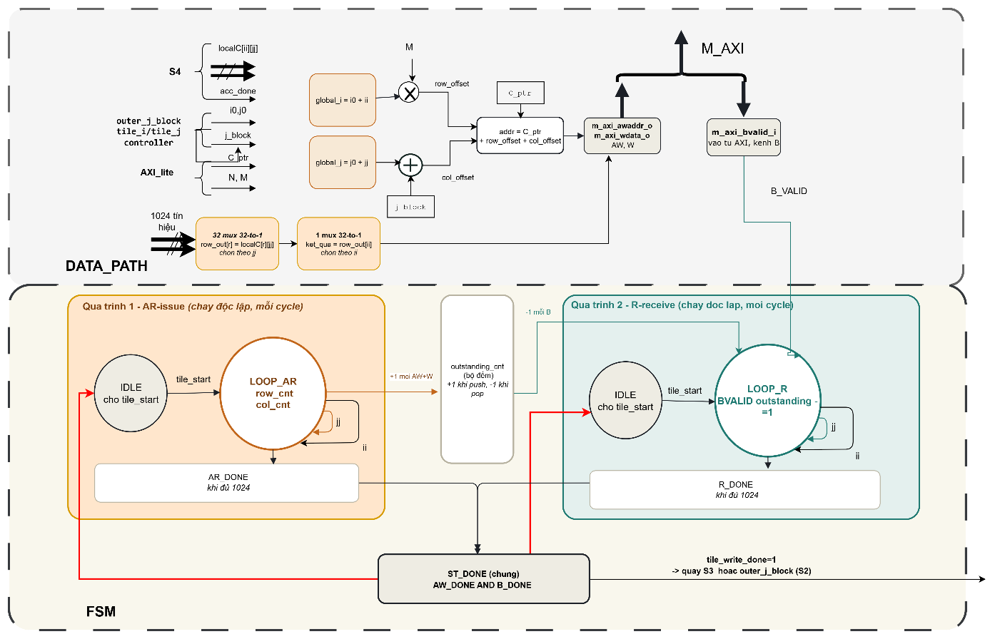 localC[ii][jj]
S4
acc_done
i0,j0
outer_j_block
tile_i/tile_j
controller
j_block
C_ptr
AXI_lite
N, M
1024 tín
hiệu
32 mux 32-to-1
row_out[r] = localC[r][jj]
chon theo jj
1 mux 32-to-1
ket_qua = row_out[ii]
chon theo ii
DATA_PATH
M
global_i = i0 + ii
row_offset
C_ptr
global_j = j0 + jj
col_offset
j_block
addr = C_ptr
+ row_offset + col_offset
m_axi_awaddr_o
m_axi_wdata_o
AW, W
M_AXI
m_axi_bvalid_i
vao tu AXI, kenh B
B_VALID
Qua trinh 1 - AR-issue (chay độc lập, mỗi cycle)
IDLE
cho tile_start
tile_start
LOOP_AR
row_cnt
col_cnt
jj
ii
AR_DONE
khi đủ 1024
+1 moi AW+W
outstanding_cnt
(bộ đếm)
+1 khi push, -1 khi
pop
-1 mỗi B
Qua trinh 2 - R-receive (chay doc lap, moi cycle)
IDLE
cho tile_start
tile_start
LOOP_R
BVALID outstanding -
=1
jj
ii
R_DONE
khi đủ 1024
ST_DONE (chung)
AW_DONE AND B_DONE
tile_write_done=1
-> quay S3 hoac outer_j_block (S2)
FSM